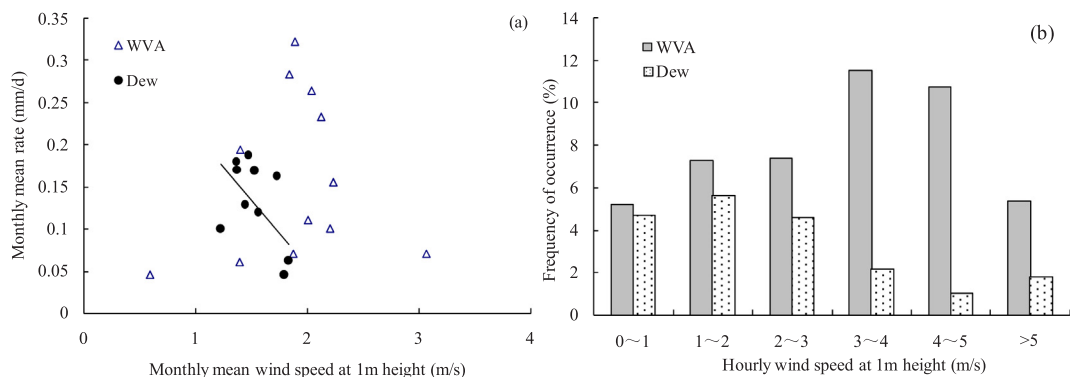 (a)
WVA
Dew
0.35
0.3
0.25
0.2
0.15
0.1
0.05
0
0
1
2
3
4
Monthly mean rate (mm/d)
Monthly mean wind speed at 1m height (m/s)
(b)
WVA
Dew
14
12
10
8
6
4
2
0
0～1
1～2
2～3
3～4
4～5
>5
Frequency of occurrence (%)
Hourly wind speed at 1m height (m/s)